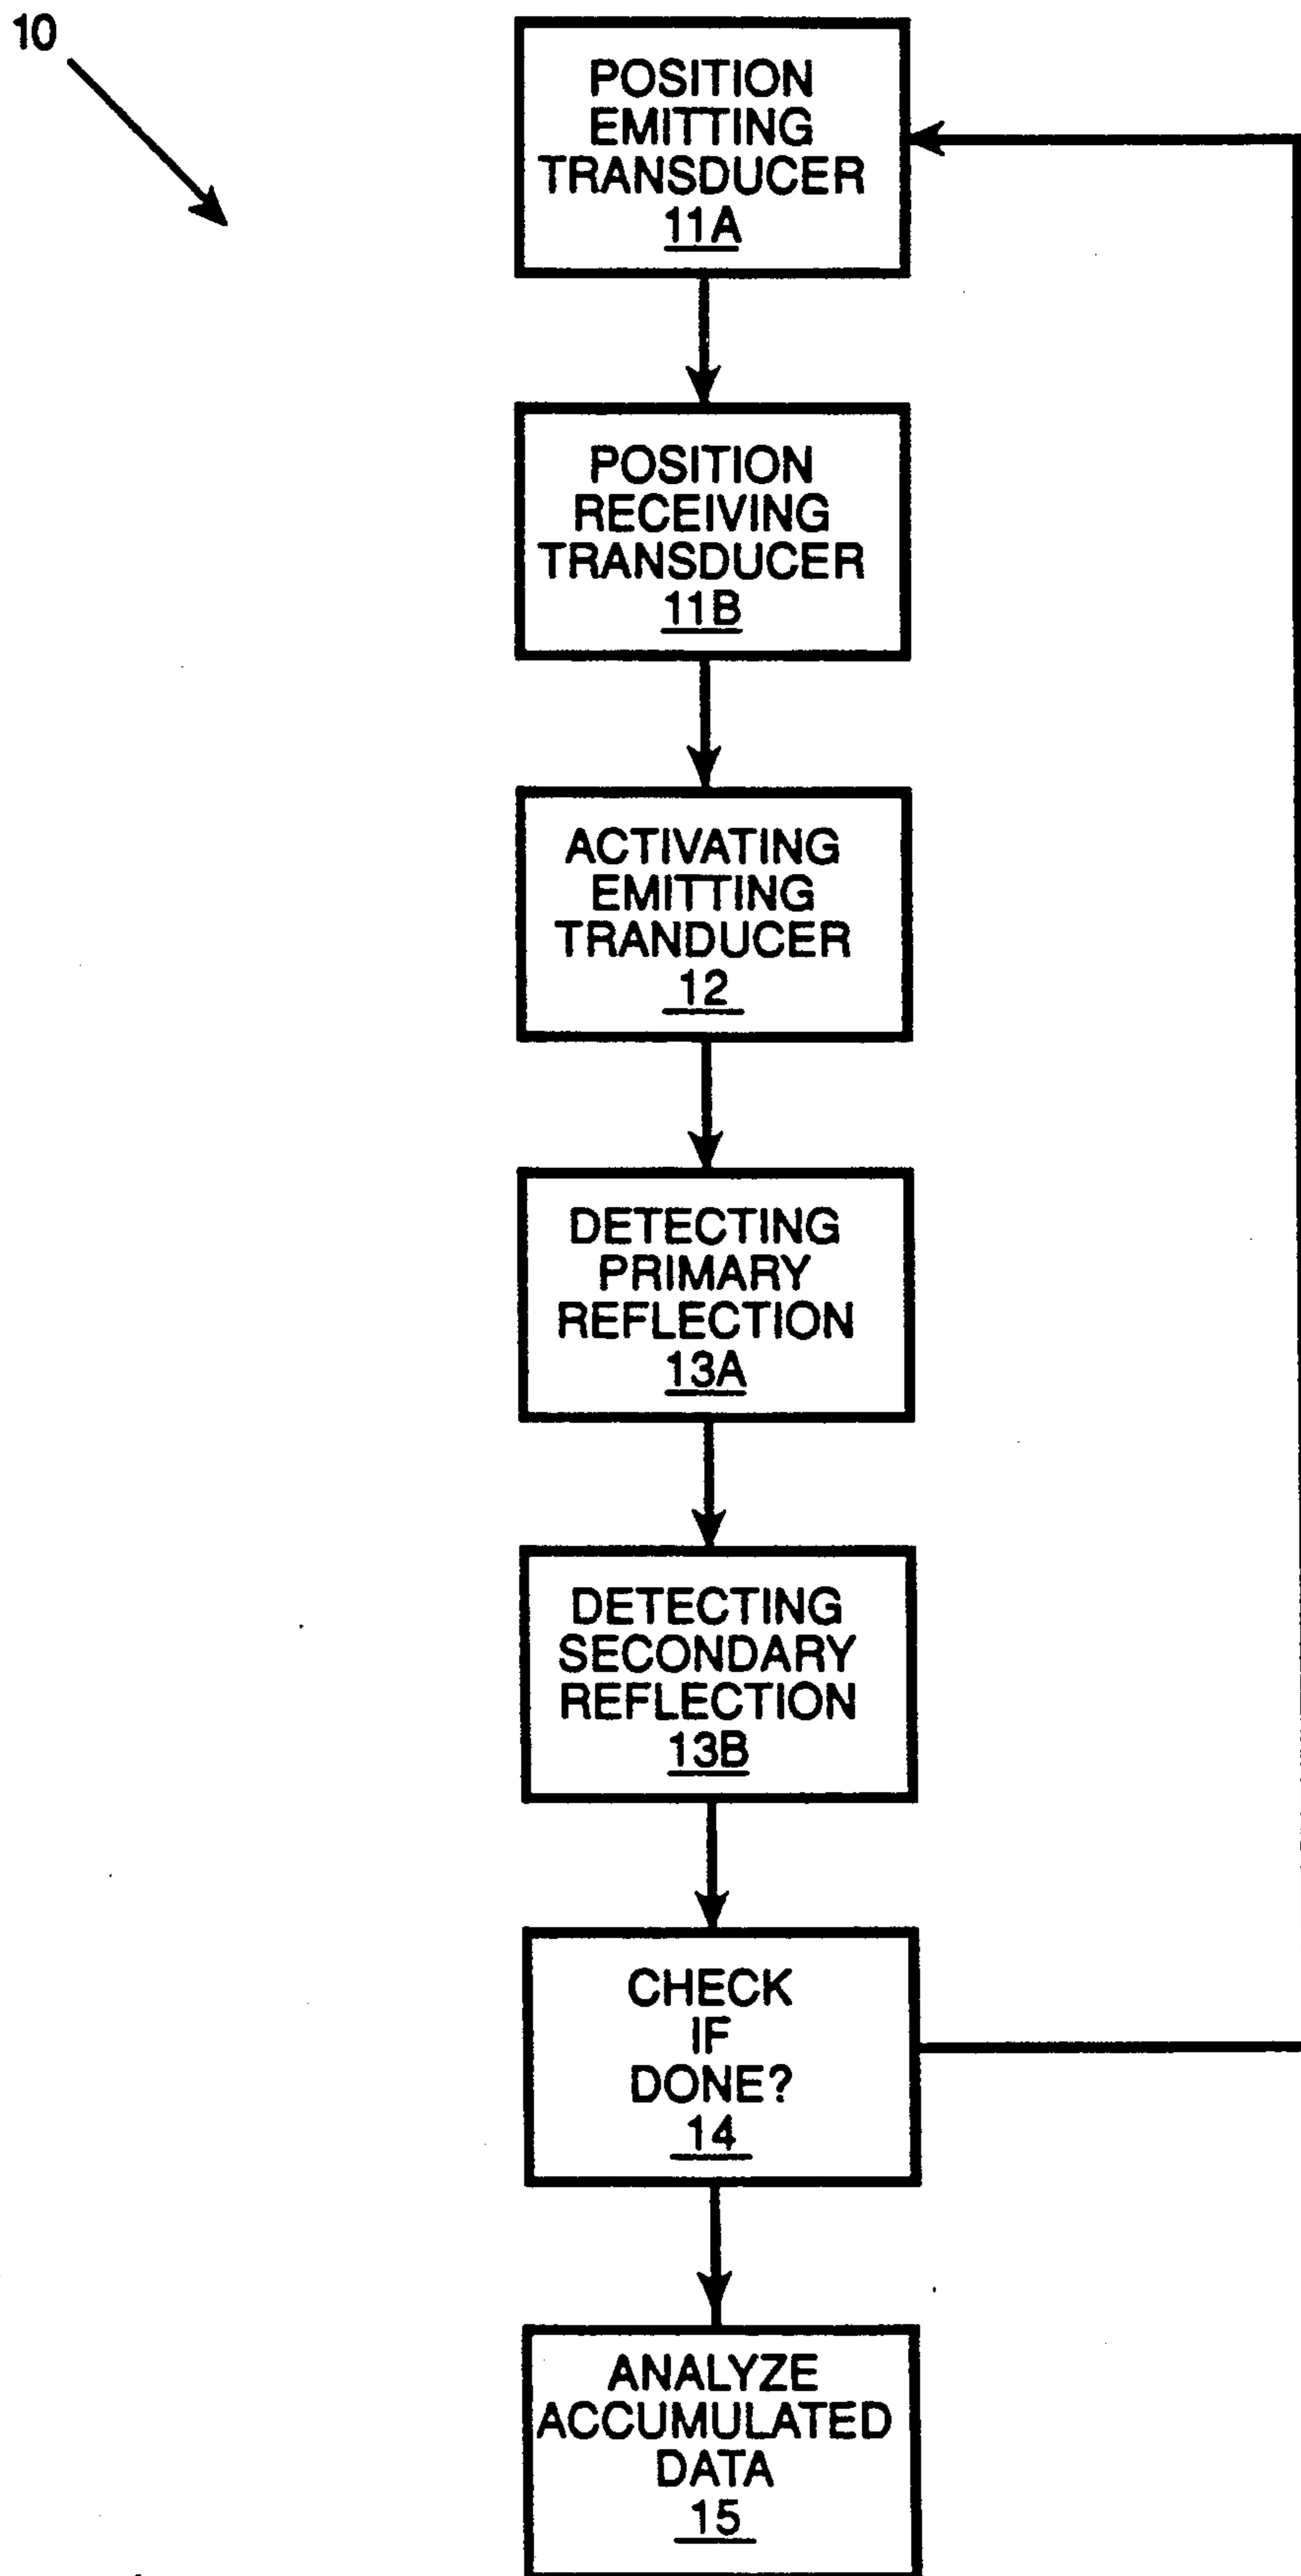 10
POSITION
EMITTING
TRANSDUCER
11A
POSITION
RECEIVING
TRANSDUCER
11B
ACTIVATING
EMITTING
TRANDUCER
12
DETECTING
PRIMARY
REFLECTION
13A
DETECTING
SECONDARY
REFLECTION
13B
CHECK
IF
DONE?
14
ANALYZE
ACCUMULATED
DATA
15